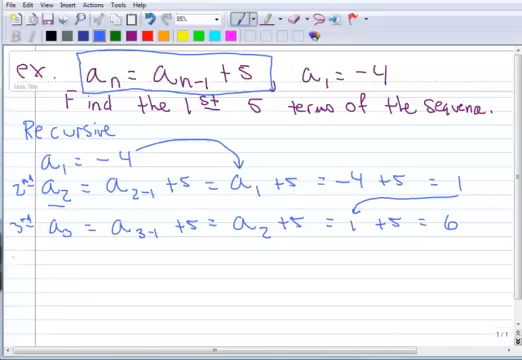 File Edit View Insert Actions Tools Help
85%
ex. aₙ = aₙ₋₁ + 5 a₁ = -4
Find the 1st 5 terms of the sequence.
Recursive
a₁ = -4
2nd a₂ = a₂₋₁ + 5 = a₁ + 5 = -4 + 5 = 1
3rd a₃ = a₃₋₁ + 5 = a₂ + 5 = 1 + 5 = 6
1 / 1